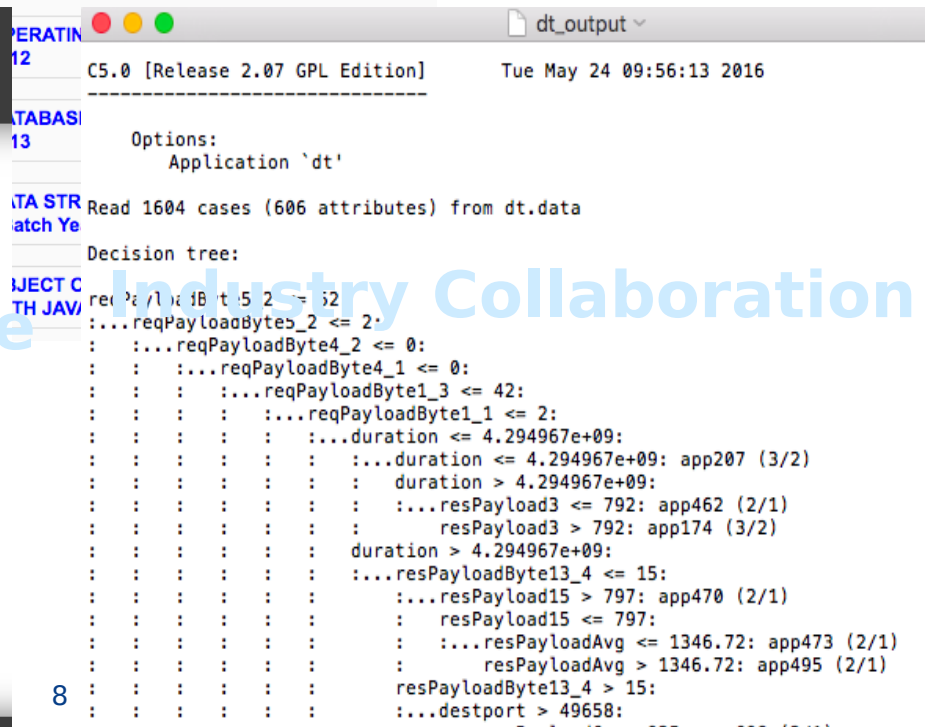 PERATIN
12
ATABASE
13
ATA STR
atch Ye
BJECT C
TH JAVA
e
8
dt_output
C5.0 [Release 2.07 GPL Edition] Tue May 24 09:56:13 2016
-------------------------------
Options:
Application `dt'
Read 1604 cases (606 attributes) from dt.data
Decision tree:
Industry Collaboration
reqPayloadByte5_2 <= 52:
:...reqPayloadByte5_2 <= 2:
: :...reqPayloadByte4_2 <= 0:
: : :...reqPayloadByte4_1 <= 0:
: : : :...reqPayloadByte1_3 <= 42:
: : : : :...reqPayloadByte1_1 <= 2:
: : : : : :...duration <= 4.294967e+09:
: : : : : : :...duration <= 4.294967e+09: app207 (3/2)
: : : : : : : duration > 4.294967e+09:
: : : : : : : :...resPayload3 <= 792: app462 (2/1)
: : : : : : : resPayload3 > 792: app174 (3/2)
: : : : : : duration > 4.294967e+09:
: : : : : : :...resPayloadByte13_4 <= 15:
: : : : : : :...resPayload15 > 797: app470 (2/1)
: : : : : : : resPayload15 <= 797:
: : : : : : : :...resPayloadAvg <= 1346.72: app473 (2/1)
: : : : : : : resPayloadAvg > 1346.72: app495 (2/1)
: : : : : : resPayloadByte13_4 > 15:
: : : : : : :...destport > 49658: